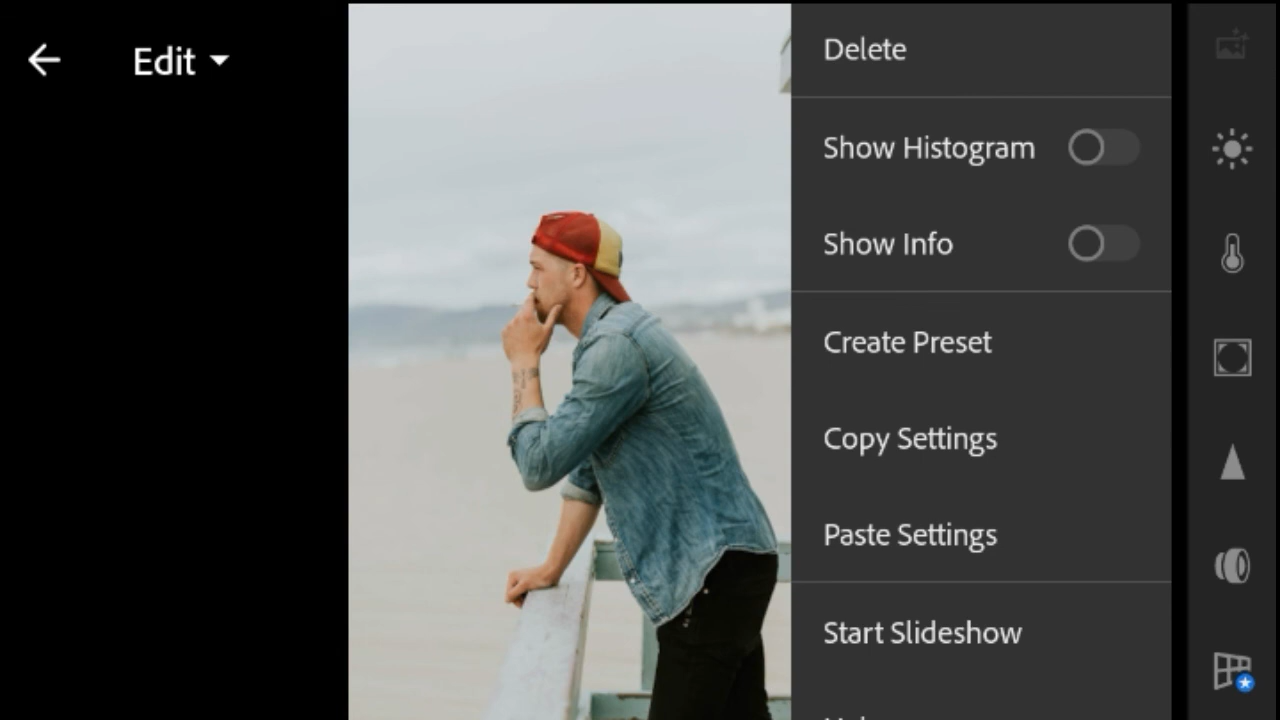 Edit
Delete
Show Histogram
Show Info
Create Preset
Copy Settings
Paste Settings
Start Slideshow